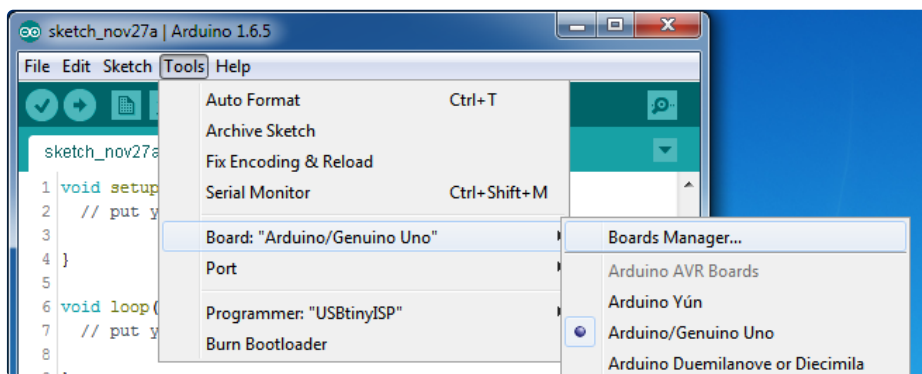 sketch_nov27a | Arduino 1.6.5
File Edit Sketch Tools Help
sketch_nov27a
1 void setup
2 // put y
3
4 }
5
6 void loop(
7 // put y
8
Auto Format Ctrl+T
Archive Sketch
Fix Encoding & Reload
Serial Monitor Ctrl+Shift+M
Board: "Arduino/Genuino Uno"
Port
Programmer: "USBtinyISP"
Burn Bootloader
Boards Manager...
Arduino AVR Boards
Arduino Yún
Arduino/Genuino Uno
Arduino Duemilanove or Diecimila